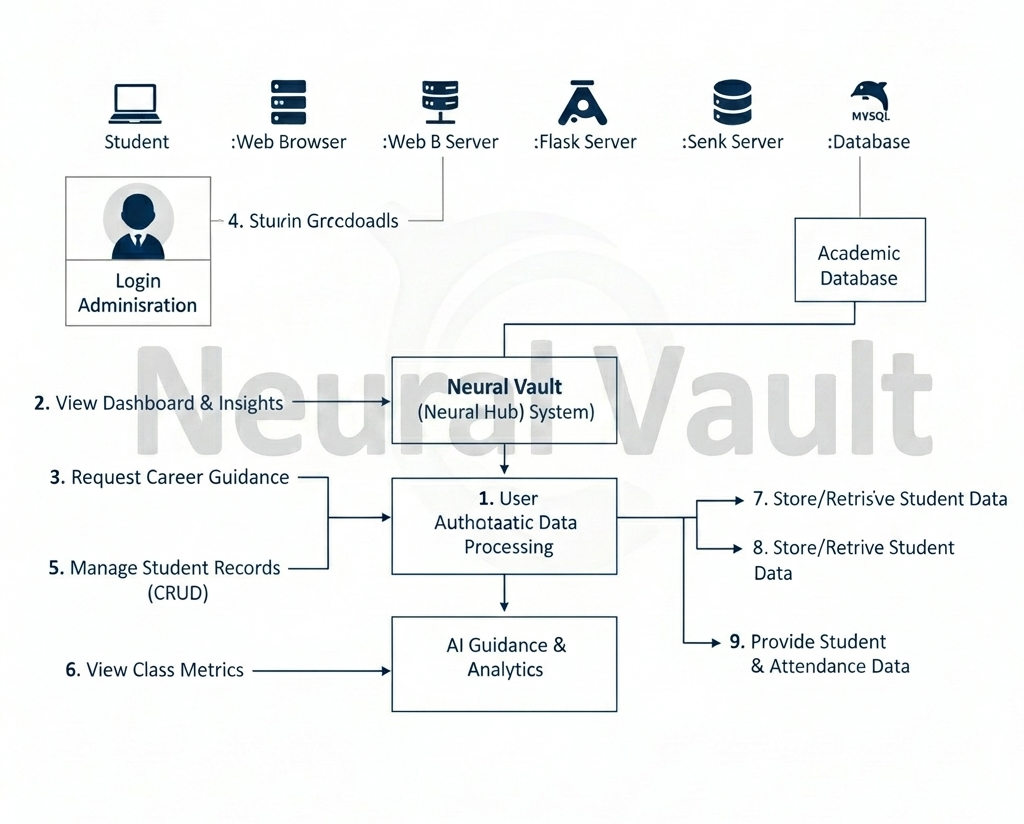 Student
:Web Browser
:Web B Server
:Flask Server
:Senk Server
MYSQL
:Database
4. Sturin Grcdoadls
Login
Adminisration
Academic
Database
Neural Vault
Neural Vault
(Neural Hub) System)
2. View Dashboard & Insights
3. Request Career Guidance
1. User
Authotaatic Data
Processing
7. Store/Retrisve Student Data
8. Store/Retrive Student
Data
5. Manage Student Records
(CRUD)
9. Provide Student
& Attendance Data
AI Guidance &
Analytics
6. View Class Metrics